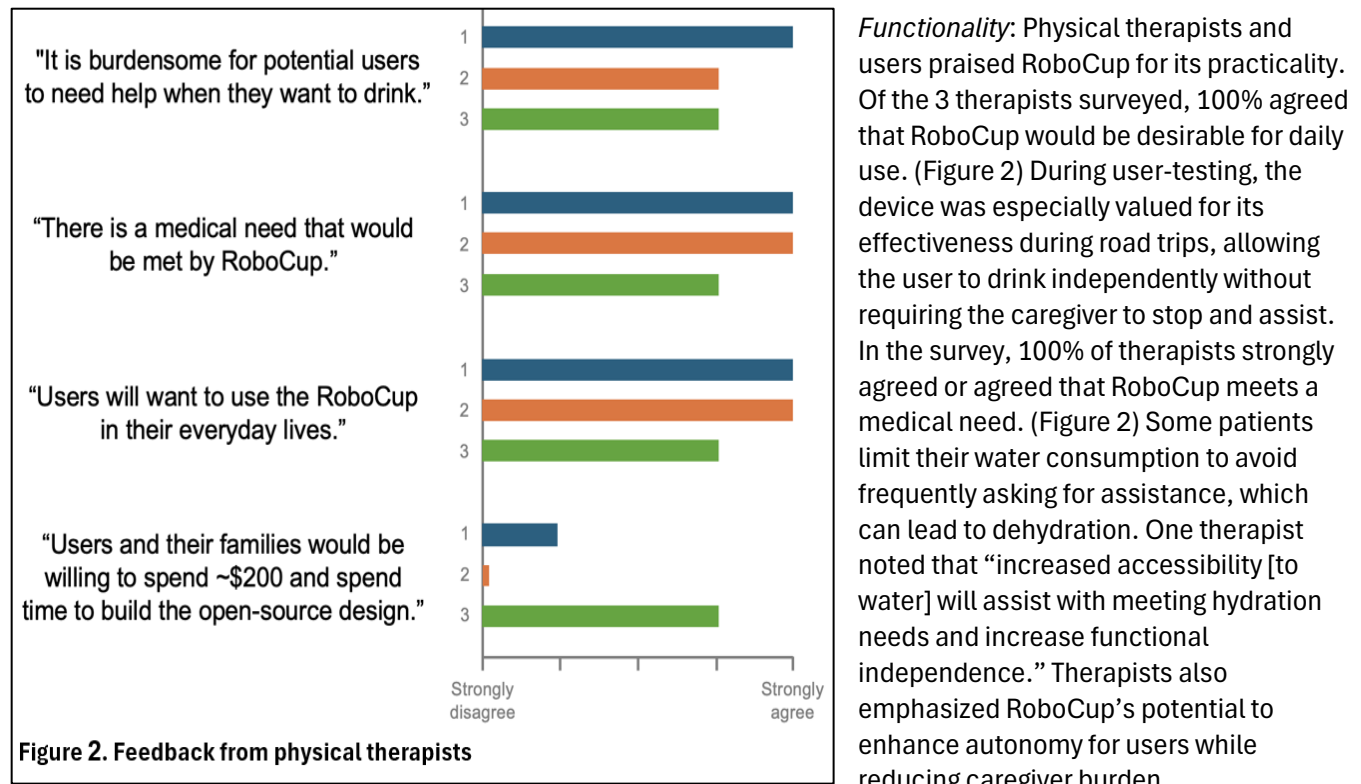 "It is burdensome for potential users
to need help when they want to drink.”
1
2
3
“There is a medical need that would
be met by RoboCup.”
1
2
3
“Users will want to use the RoboCup
in their everyday lives.”
1
2
3
“Users and their families would be
willing to spend ~$200 and spend
time to build the open-source design.”
1
2
3
Strongly
disagree
Strongly
agree
Figure 2. Feedback from physical therapists
Functionality: Physical therapists and
users praised RoboCup for its practicality.
Of the 3 therapists surveyed, 100% agreed
that RoboCup would be desirable for daily
use. (Figure 2) During user-testing, the
device was especially valued for its
effectiveness during road trips, allowing
the user to drink independently without
requiring the caregiver to stop and assist.
In the survey, 100% of therapists strongly
agreed or agreed that RoboCup meets a
medical need. (Figure 2) Some patients
limit their water consumption to avoid
frequently asking for assistance, which
can lead to dehydration. One therapist
noted that “increased accessibility [to
water] will assist with meeting hydration
needs and increase functional
independence.” Therapists also
emphasized RoboCup’s potential to
enhance autonomy for users while
reducing caregiver burden